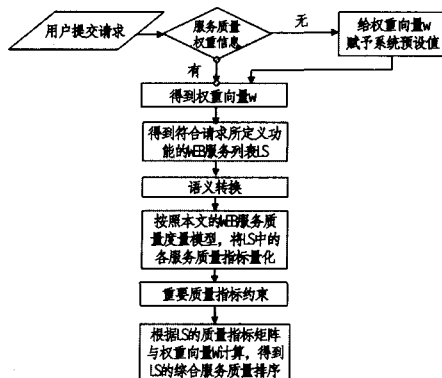 用户提交请求
服务质量
权重信息
无
给权重向量w
赋予系统预设值
有
得到权重向量w
得到符合请求所定义功
能的WEB服务列表LS
语义转换
按照本文的WEB服务质
量度量模型，将LS中的
各服务质量指标量化
重要质量指标约束
根据LS的质量指标矩阵
与权重向量W计算，得到
LS的综合服务质量排序